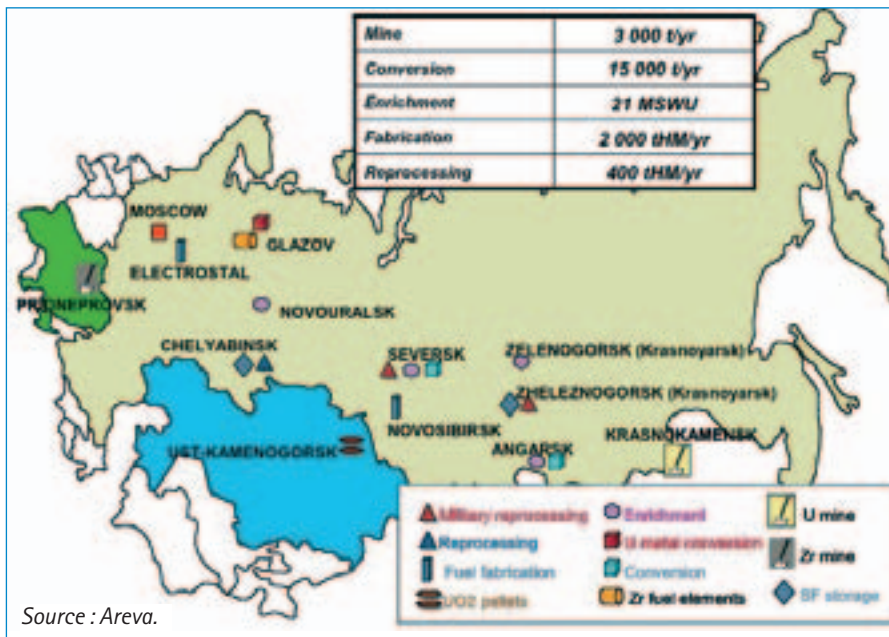 Mine 3 000 t/yr
Conversion 15 000 t/yr
Enrichment 21 MSWU
Fabrication 2 000 tHM/yr
Reprocessing 400 tHM/yr
MOSCOW
GLAZOV
ELECTROSTAL
PRIDNEPROVSK
NOVOURALSK
CHELYABINSK
SEVERSK
ZELENOGORSK (Krasnoyarsk)
ZHELEZNOGORSK (Krasnoyarsk)
NOVOSIBIRSK
KRASNOKAMENSK
UST-KAMENOGORSK
ANGARSK
Military reprocessing
Enrichment
U mine
Reprocessing
U metal conversion
Zr mine
Fuel fabrication
Conversion
UO2 pellets
Zr fuel elements
SF storage
Source : Areva.